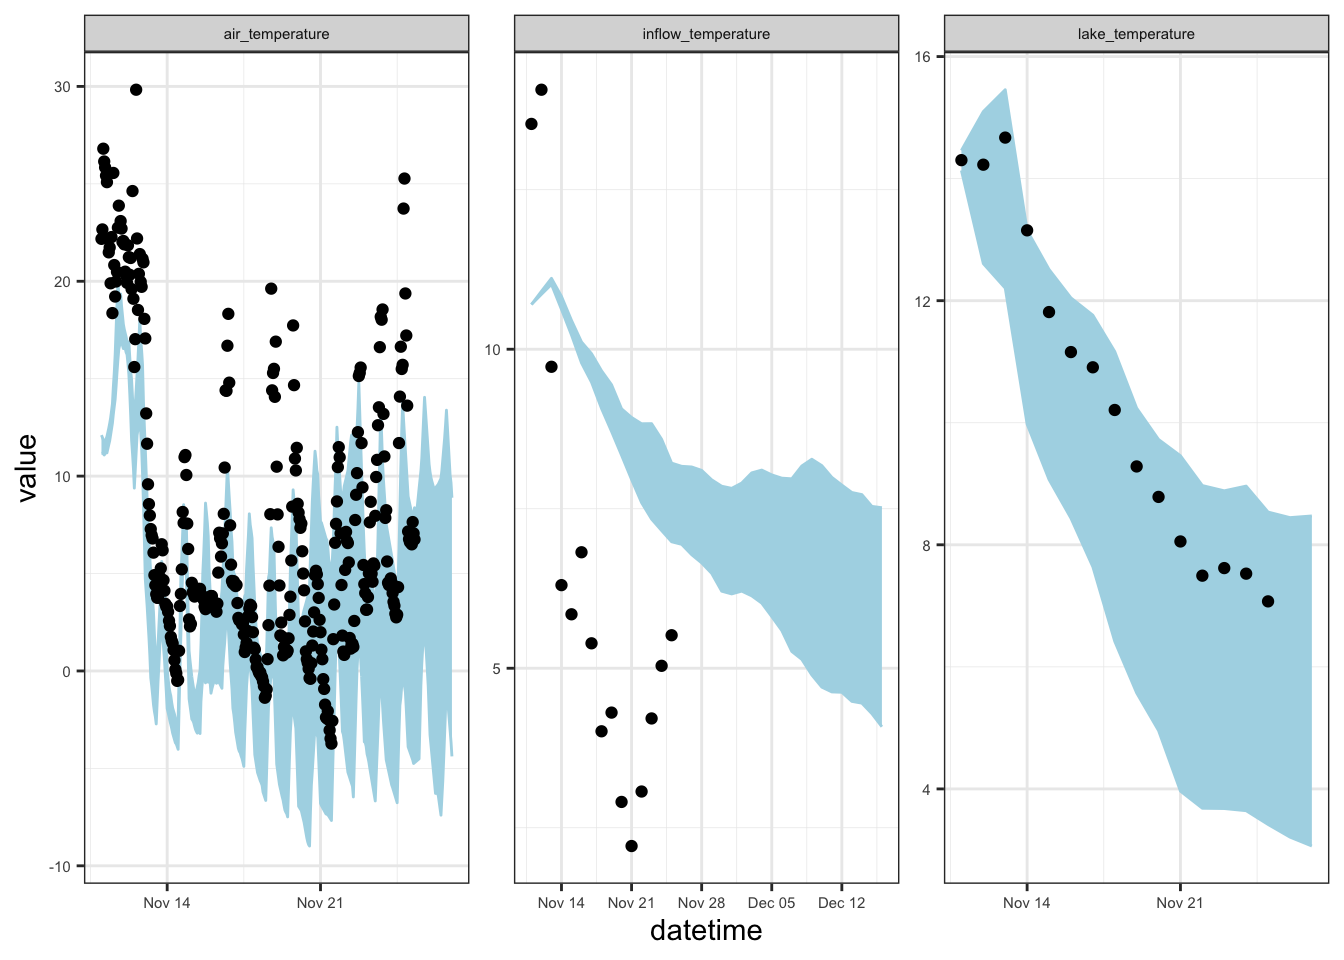 air_temperature
inflow_temperature
lake_temperature
value
30
20
10
0
-10
10
5
16
12
8
4
Nov 14
Nov 21
Nov 14
Nov 21
Nov 28
Dec 05
Dec 12
Nov 14
Nov 21
datetime